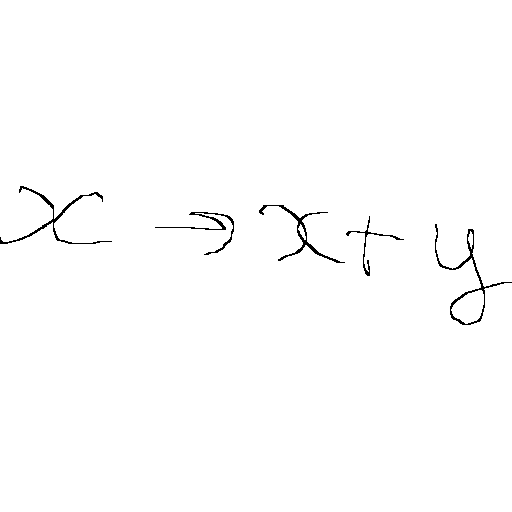 x → x + y